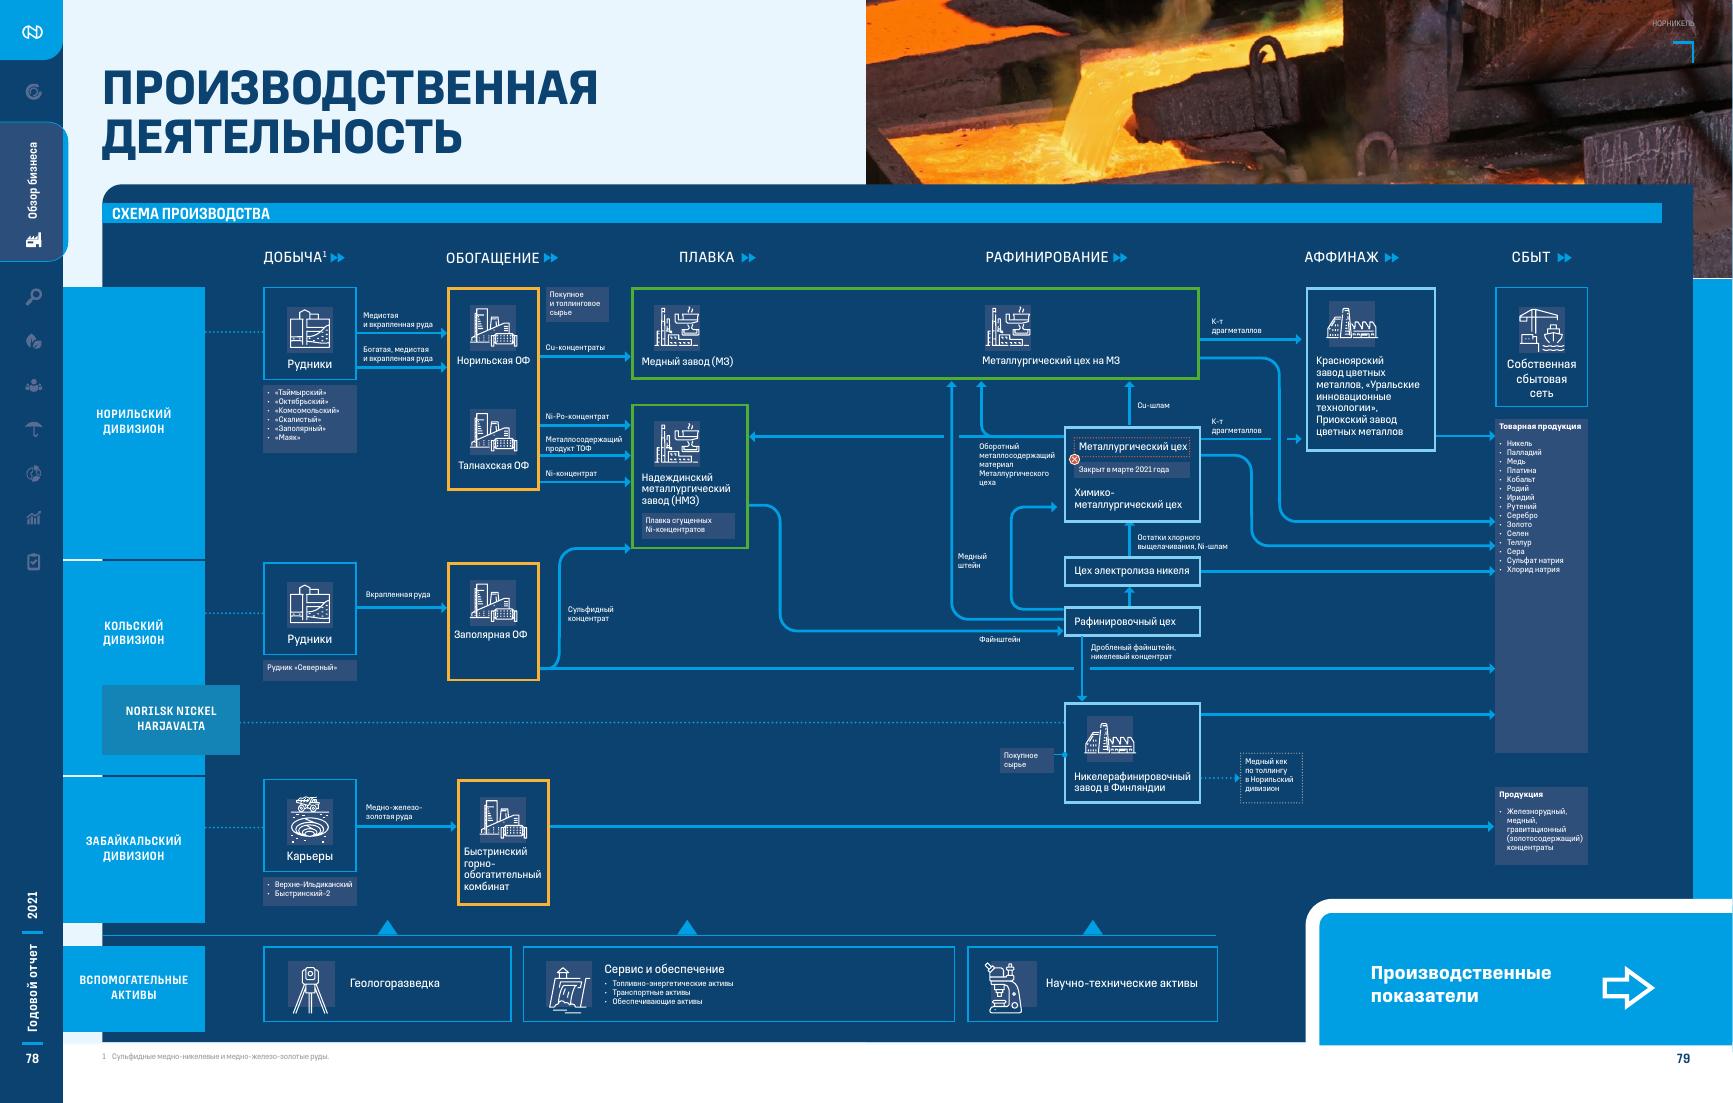 НОРНИКЕЛЬ
ПРОИЗВОДСТВЕННАЯ
ДЕЯТЕЛЬНОСТЬ
Обзор бизнеса
СХЕМА ПРОИЗВОДСТВА
ДОБЫЧА1
ОБОГАЩЕНИЕ
ПЛАВКА
РАФИНИРОВАНИЕ
АФФИНАЖ
СБЫТ
НОРИЛЬСКИЙ
ДИВИЗИОН
Рудники
• «Таймырский»
• «Октябрьский»
• «Комсомольский»
• «Скалистый»
• «Заполярный»
• «Маяк»
Медистая
и вкрапленная руда
Богатая, медистая
и вкрапленная руда
Норильская ОФ
Талнахская ОФ
Покупное
и толлинговое
сырье
Cu-концентраты
Ni-Po-концентрат
Металлосодержащий
продукт ТОФ
Ni-концентрат
Медный завод (МЗ)
Металлургический цех на МЗ
Надеждинский
металлургический
завод (НМЗ)
Плавка сгущенных
Ni-концентратов
Оборотный
металлосодержащий
материал
Металлургического
цеха
Cu-шлам
К-т
драгметаллов
К-т
драгметаллов
Металлургический цех
Закрыт в марте 2021 года
Химико-
металлургический цех
Остатки хлорного
выщелачивания, Ni-шлам
Медный
штейн
Цех электролиза никеля
Рафинировочный цех
Файнштейн
Дробленый файнштейн,
никелевый концентрат
Красноярский
завод цветных
металлов, «Уральские
инновационные
технологии»,
Приокский завод
цветных металлов
Собственная
сбытовая
сеть
Товарная продукция
• Никель
• Палладий
• Медь
• Платина
• Кобальт
• Родий
• Иридий
• Рутений
• Серебро
• Золото
• Селен
• Теллур
• Сера
• Сульфат натрия
• Хлорид натрия
КОЛЬСКИЙ
ДИВИЗИОН
Рудники
Рудник «Северный»
Вкрапленная руда
Заполярная ОФ
Сульфидный
концентрат
NORILSK NICKEL
HARJAVALTA
Покупное
сырье
Никелерафинировочный
завод в Финляндии
Медный кек
по толлингу
в Норильский
дивизион
ЗАБАЙКАЛЬСКИЙ
ДИВИЗИОН
Карьеры
• Верхне-Ильдиканский
• Быстринский-2
Медно-железо-
золотая руда
Быстринский
горно-
обогатительный
комбинат
Продукция
• Железнорудный,
медный,
гравитационный
(золотосодержащий)
концентраты
ВСПОМОГАТЕЛЬНЫЕ
АКТИВЫ
Геологоразведка
Сервис и обеспечение
• Топливно-энергетические активы
• Транспортные активы
• Обеспечивающие активы
Научно-технические активы
Производственные
показатели
Годовой отчет 2021
78
1 Сульфидные медно-никелевые и медно-железо-золотые руды.
79